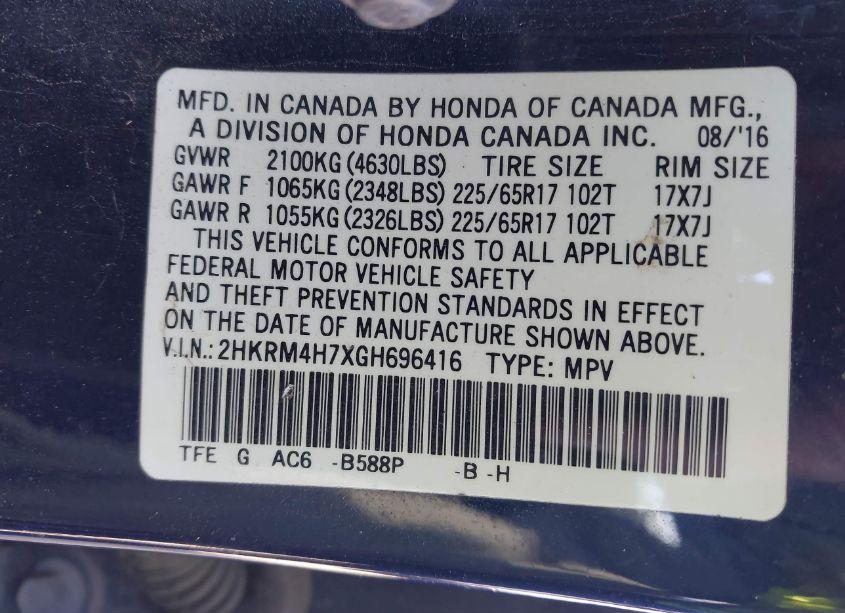 MFD. IN CANADA BY HONDA OF CANADA MFG.,
A DIVISION OF HONDA CANADA INC. 08/'16
GVWR 2100KG (4630LBS) TIRE SIZE RIM SIZE
GAWR F 1065KG (2348LBS) 225/65R17 102T 17X7J
GAWR R 1055KG (2326LBS) 225/65R17 102T 17X7J
THIS VEHICLE CONFORMS TO ALL APPLICABLE
FEDERAL MOTOR VEHICLE SAFETY
AND THEFT PREVENTION STANDARDS IN EFFECT
ON THE DATE OF MANUFACTURE SHOWN ABOVE.
V.I.N.: 2HKRM4H7XGH696416 TYPE: MPV
TFE G AC6 -B588P -B -H